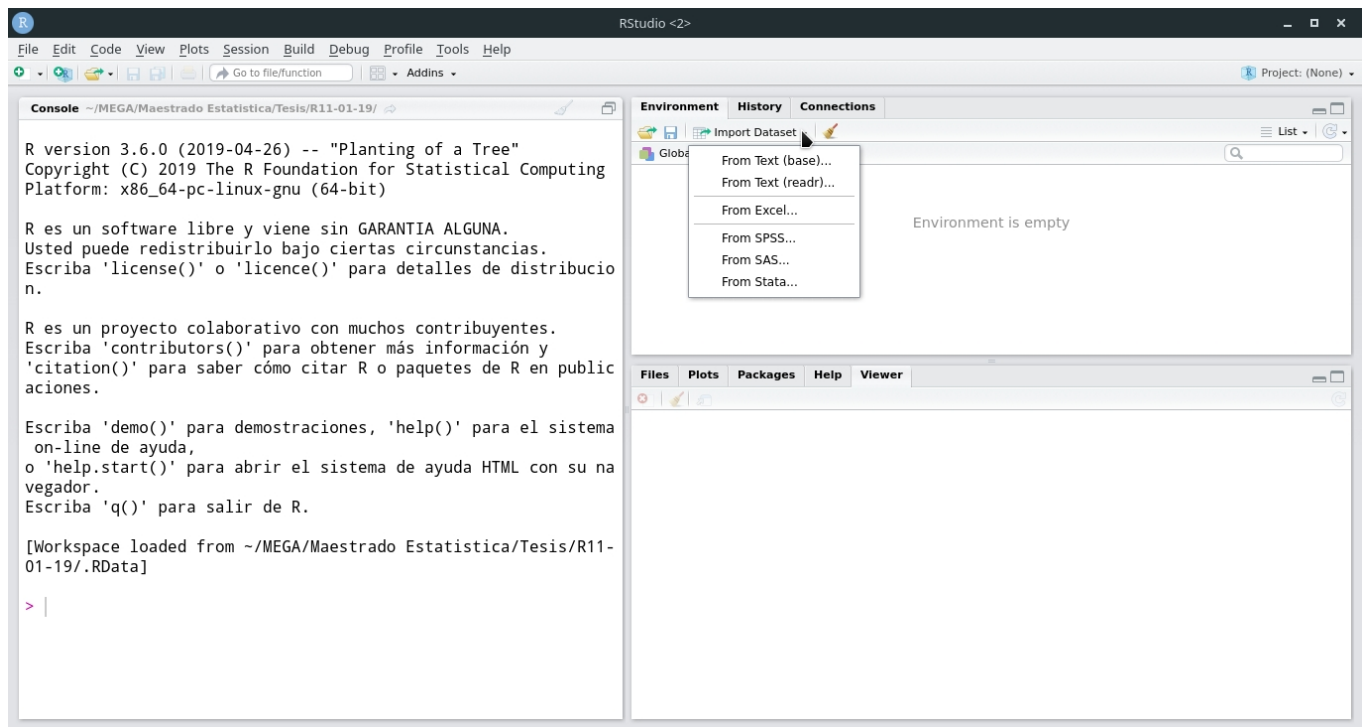 R RStudio <2>
File Edit Code View Plots Session Build Debug Profile Tools Help
Go to file/function Addins R Project: (None)
Console ~/MEGA/Maestrado Estatistica/Tesis/R11-01-19/
R version 3.6.0 (2019-04-26) -- "Planting of a Tree"
Copyright (C) 2019 The R Foundation for Statistical Computing
Platform: x86_64-pc-linux-gnu (64-bit)
R es un software libre y viene sin GARANTIA ALGUNA.
Usted puede redistribuirlo bajo ciertas circunstancias.
Escriba 'license()' o 'licence()' para detalles de distribucio
n.
R es un proyecto colaborativo con muchos contribuyentes.
Escriba 'contributors()' para obtener más información y
'citation()' para saber cómo citar R o paquetes de R en public
aciones.
Escriba 'demo()' para demostraciones, 'help()' para el sistema
on-line de ayuda,
o 'help.start()' para abrir el sistema de ayuda HTML con su na
vegador.
Escriba 'q()' para salir de R.
[Workspace loaded from ~/MEGA/Maestrado Estatistica/Tesis/R11-
01-19/.RData]
>
Environment History Connections
Import Dataset List
Globa
From Text (base)...
From Text (readr)...
From Excel...
From SPSS...
From SAS...
From Stata...
Environment is empty
Files Plots Packages Help Viewer